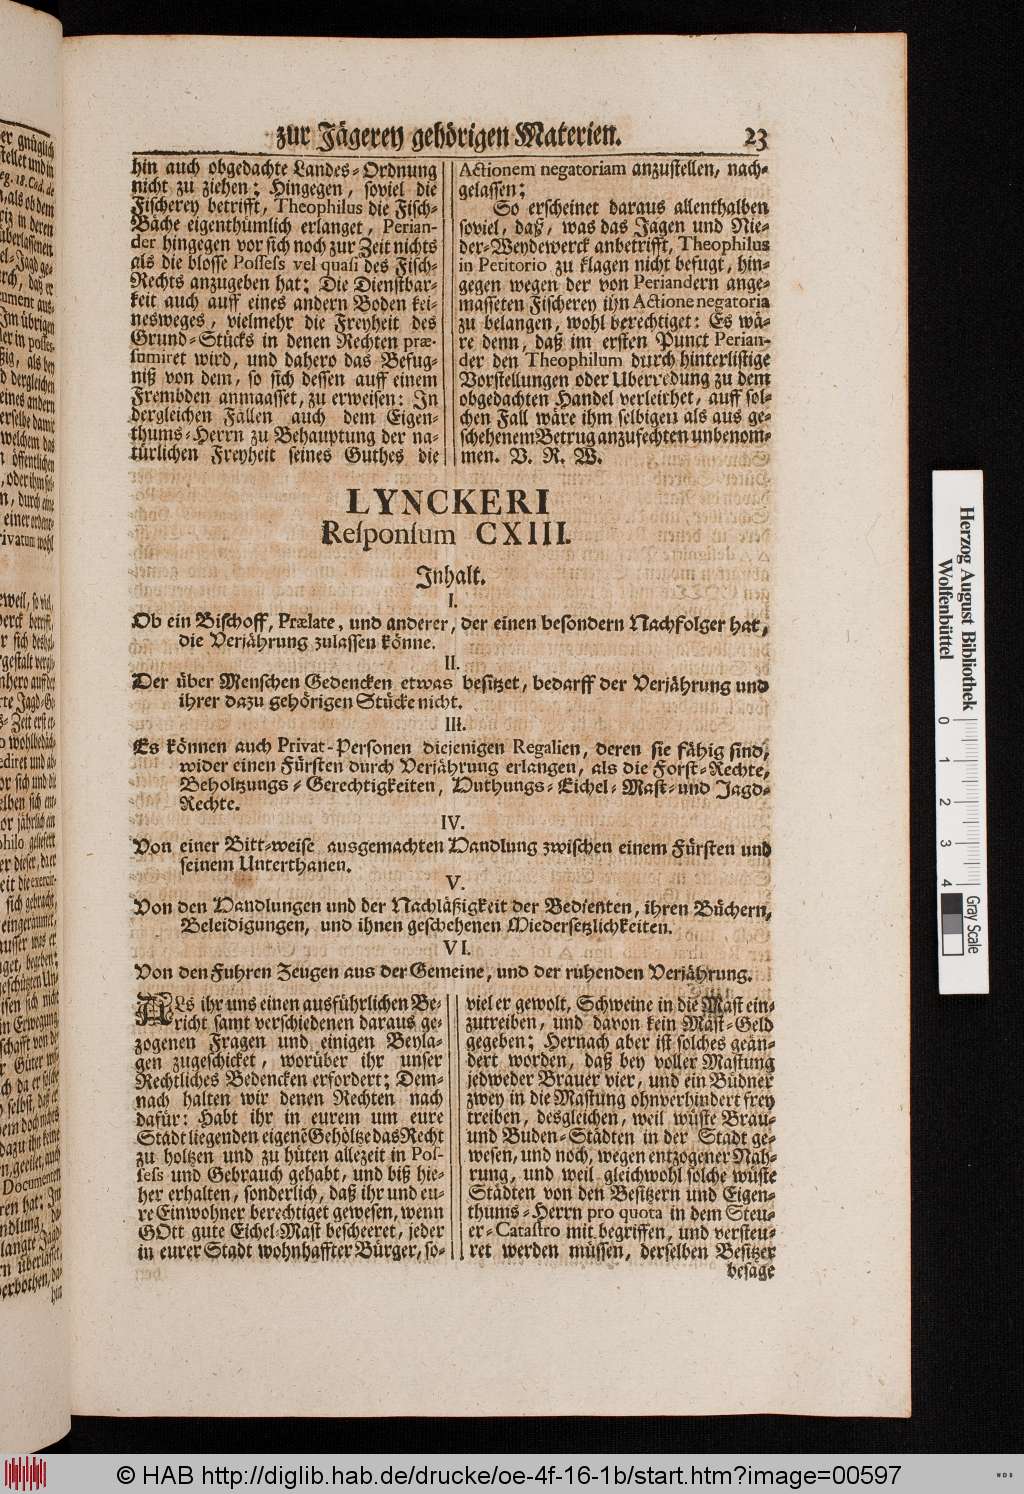 zur Jägerey gehörigen Materien. 23
hin auch obgedachte Landes-Ordnung
nicht zu ziehen; Hingegen, soviel die
Fischerey betrifft, Theophilus die Fisch-
Bäche eigenthümlich erlanget, Perian-
der hingegen vor sich noch zur Zeit nichts
als die blosse Possess vel quasi des Fisch-
Rechts anzugeben hat; Die Dienstbar-
keit auch auff eines andern Boden kei-
nesweges, vielmehr die Freyheit des
Grund-Stücks in denen Rechten præ-
sumiret wird, und dahero das Befug-
niß von dem, so sich dessen auff einem
Frembden anmaasset, zu erweisen: In
dergleichen Fällen auch dem Eigen-
thums-Herrn zu Behauptung der na-
türlichen Freyheit seines Guthes die
Actionem negatoriam anzustellen, nach-
gelassen;
So erscheinet daraus allenthalben
soviel, daß, was das Jagen und Nie-
der-Weydewerck anbetrifft, Theophilus
in Petitorio zu klagen nicht befugt, hin-
gegen wegen der von Periandern ange-
masseten Fischerey ihn Actione negatoria
zu belangen, wohl berechtiget: Es wä-
re denn, daß im ersten Punct Perian-
der den Theophilum durch hinterlistige
Vorstellungen oder Uberredung zu dem
obgedachten Handel verleithet, auff sol-
chen Fall wäre ihm selbigen als aus ge-
schehenem Betrug anzufechten unbenom-
men. V. R. W.
LYNCKERI
Responsum CXIII.
Inhalt.
I.
Ob ein Bischoff, Prælate, und anderer, der einen besondern Nachfolger hat,
die Verjährung zulassen könne.
II.
Der über Menschen Gedencken etwas besitzet, bedarff der Verjährung und
ihrer dazu gehörigen Stücke nicht.
III.
Es können auch Privat-Personen diejenigen Regalien, deren sie fähig sind,
wider einen Fürsten durch Verjährung erlangen, als die Forst-Rechte,
Beholtzungs-Gerechtigkeiten, Huthungs-Eichel-Mast-und Jagd-
Rechte.
IV.
Von einer Bitt-weise ausgemachten Handlung zwischen einem Fürsten und
seinem Unterthanen.
V.
Von den Handlungen und der Nachläßigkeit der Bedienten, ihren Büchern,
Beleidigungen, und ihnen geschehenen Miedersetzlichkeiten.
VI.
Von den Fuhren Zeugen aus der Gemeine, und der ruhenden Verjährung.
ALs ihr uns einen ausführlichen Be-
richt samt verschiedenen daraus ge-
zogenen Fragen und einigen Beyla-
gen zugeschicket, worüber ihr unser
Rechtliches Bedencken erfordert; Dem-
nach halten wir denen Rechten nach
dafür: Habt ihr in eurem um eure
Stadt liegenden eigenē Gehöltze das Recht
zu holtzen und zu hüten allezeit in Pos-
sess und Gebrauch gehabt, und biß hie-
her erhalten, sonderlich, daß ihr und eu-
re Einwohner berechtiget gewesen, wenn
GOtt gute Eichel-Mast bescheeret, jeder
in eurer Stadt wohnhaffter Bürger, so-
viel er gewolt, Schweine in die Mast ein-
zutreiben, und davon kein Mast-Geld
gegeben; Hernach aber ist solches geän-
dert worden, daß bey voller Mastung
jedweder Brauer vier, und ein Büdner
zwey in die Mastung ohnverhindert frey
treiben, desgleichen, weil wüste Brau-
und Buden-Städten in der Stadt ge-
wesen, und noch, wegen entzogener Näh-
rung, und weil gleichwohl solche wüste
Städten von den Besitzern und Eigen-
thums-Herrn pro quota in dem Steu-
er-Catastro mit begriffen, und versteu-
ret werden müssen, derselben Besitzer
besage
Herzog August Bibliothek
Wolfenbüttel
0 1 2 3 4
Gray Scale
© HAB http://diglib.hab.de/drucke/oe-4f-16-1b/start.htm?image=00597